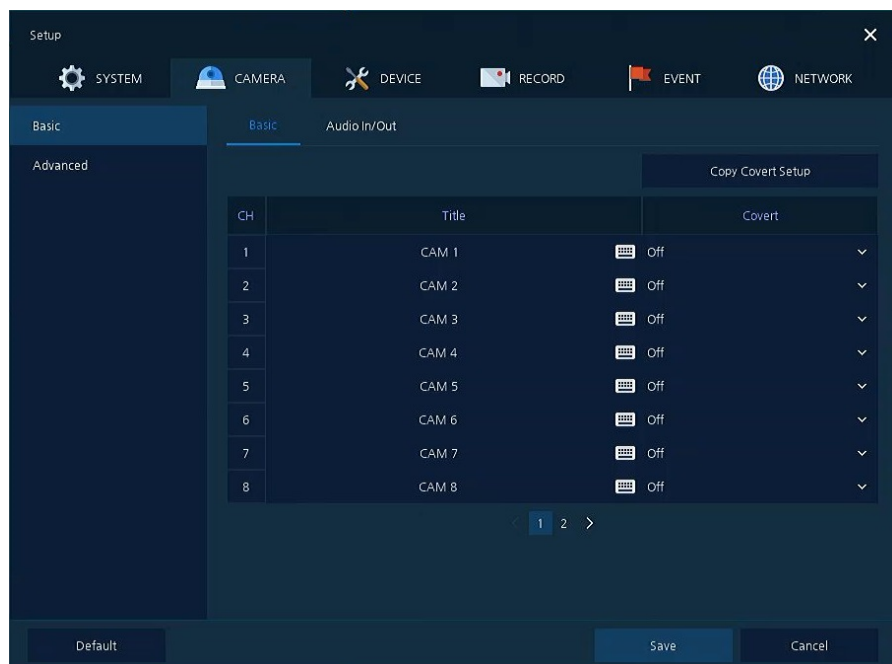 Setup
SYSTEM CAMERA DEVICE RECORD EVENT NETWORK
Basic
Advanced
Basic Audio In/Out
Copy Covert Setup
CH Title Covert
1 CAM 1 Off
2 CAM 2 Off
3 CAM 3 Off
4 CAM 4 Off
5 CAM 5 Off
6 CAM 6 Off
7 CAM 7 Off
8 CAM 8 Off
1 2
Default Save Cancel